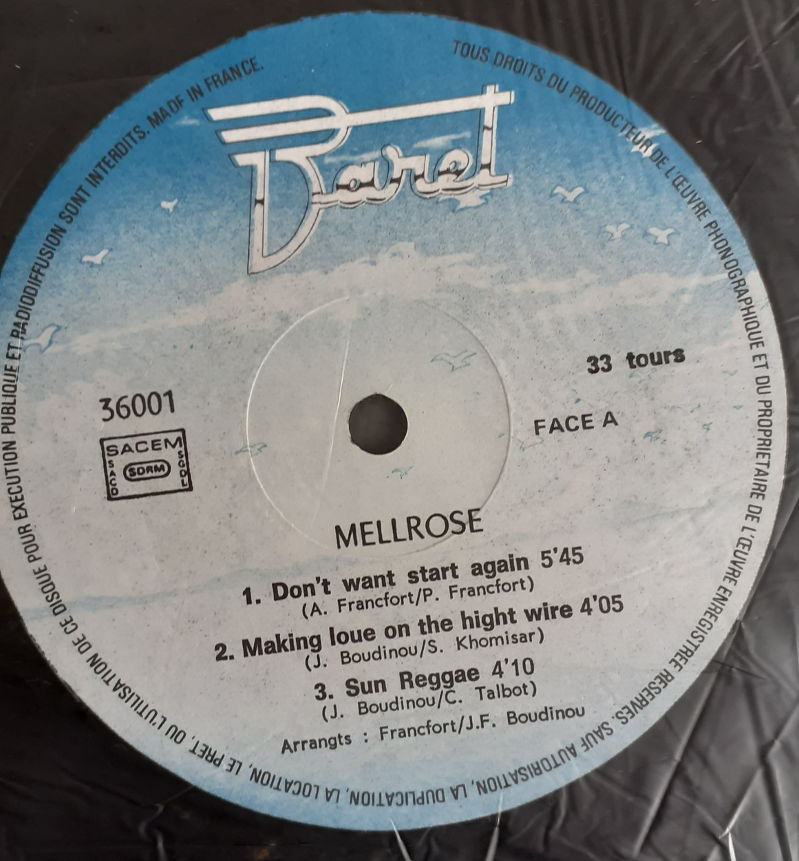 Baret
36001
SACEM
SACD
SDRM
SGDL
33 tours
FACE A
MELLROSE
1. Don't want start again 5'45
(A. Francfort/P. Francfort)
2. Making loue on the hight wire 4'05
(J. Boudinou/S. Khomisar)
3. Sun Reggae 4'10
(J. Boudinou/C. Talbot)
Arrangts : Francfort/J.F. Boudinou
TOUS DROITS DU PRODUCTEUR DE L'ŒUVRE PHONOGRAPHIQUE ET DU PROPRIETAIRE DE L'ŒUVRE ENREGISTREE RESERVES. SAUF AUTORISATION, LA DUPLICATION, LA LOCATION, LE PRET, OU L'UTILISATION DE CE DISQUE POUR EXECUTION PUBLIQUE ET RADIODIFFUSION SONT INTERDITS. MADE IN FRANCE.